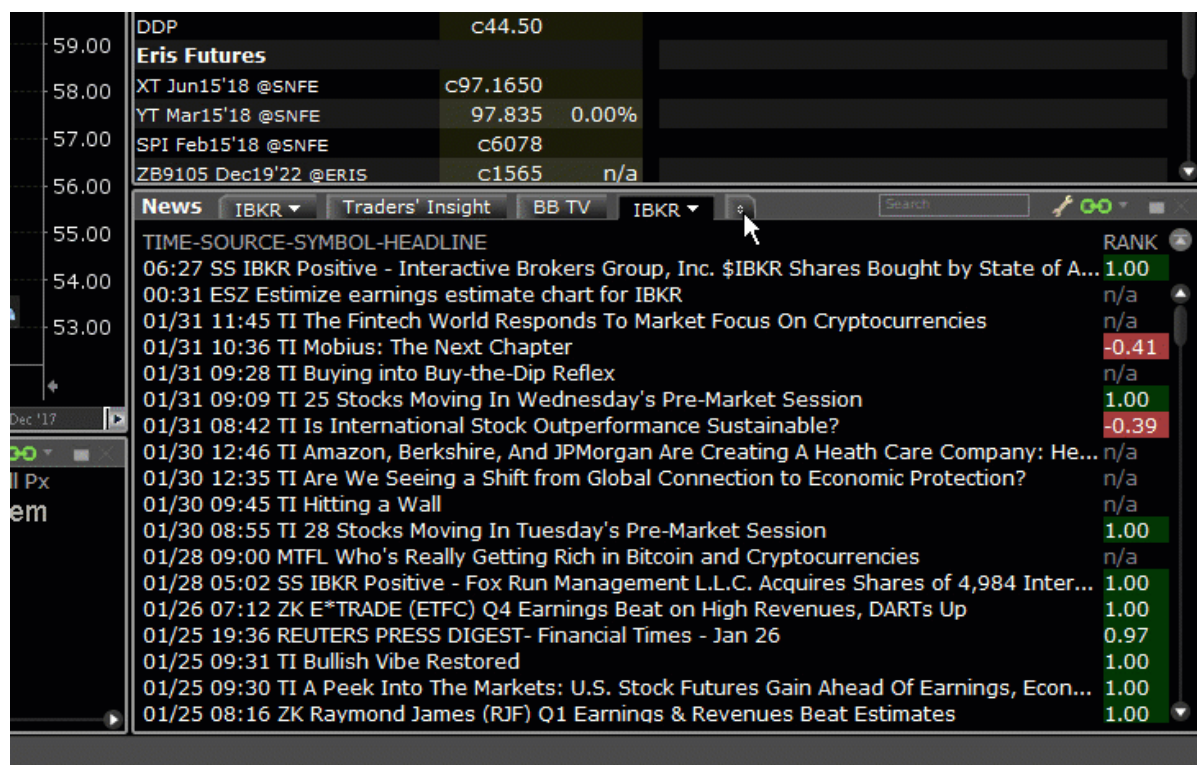 59.00
58.00
57.00
56.00
55.00
54.00
53.00
Dec '17
ll Px
em
DDP c44.50
Eris Futures
XT Jun15'18 @SNFE c97.1650
YT Mar15'18 @SNFE 97.835 0.00%
SPI Feb15'18 @SNFE c6078
ZB9105 Dec19'22 @ERIS c1565 n/a
News IBKR Traders' Insight BB TV IBKR Search
TIME-SOURCE-SYMBOL-HEADLINE RANK
06:27 SS IBKR Positive - Interactive Brokers Group, Inc. $IBKR Shares Bought by State of A... 1.00
00:31 ESZ Estimize earnings estimate chart for IBKR n/a
01/31 11:45 TI The Fintech World Responds To Market Focus On Cryptocurrencies n/a
01/31 10:36 TI Mobius: The Next Chapter -0.41
01/31 09:28 TI Buying into Buy-the-Dip Reflex n/a
01/31 09:09 TI 25 Stocks Moving In Wednesday's Pre-Market Session 1.00
01/31 08:42 TI Is International Stock Outperformance Sustainable? -0.39
01/30 12:46 TI Amazon, Berkshire, And JPMorgan Are Creating A Heath Care Company: He... n/a
01/30 12:35 TI Are We Seeing a Shift from Global Connection to Economic Protection? n/a
01/30 09:45 TI Hitting a Wall n/a
01/30 08:55 TI 28 Stocks Moving In Tuesday's Pre-Market Session 1.00
01/28 09:00 MTFL Who's Really Getting Rich in Bitcoin and Cryptocurrencies n/a
01/28 05:02 SS IBKR Positive - Fox Run Management L.L.C. Acquires Shares of 4,984 Inter... 1.00
01/26 07:12 ZK E*TRADE (ETFC) Q4 Earnings Beat on High Revenues, DARTs Up 1.00
01/25 19:36 REUTERS PRESS DIGEST- Financial Times - Jan 26 0.97
01/25 09:31 TI Bullish Vibe Restored 1.00
01/25 09:30 TI A Peek Into The Markets: U.S. Stock Futures Gain Ahead Of Earnings, Econ... 1.00
01/25 08:16 ZK Raymond James (RJF) Q1 Earnings & Revenues Beat Estimates 1.00